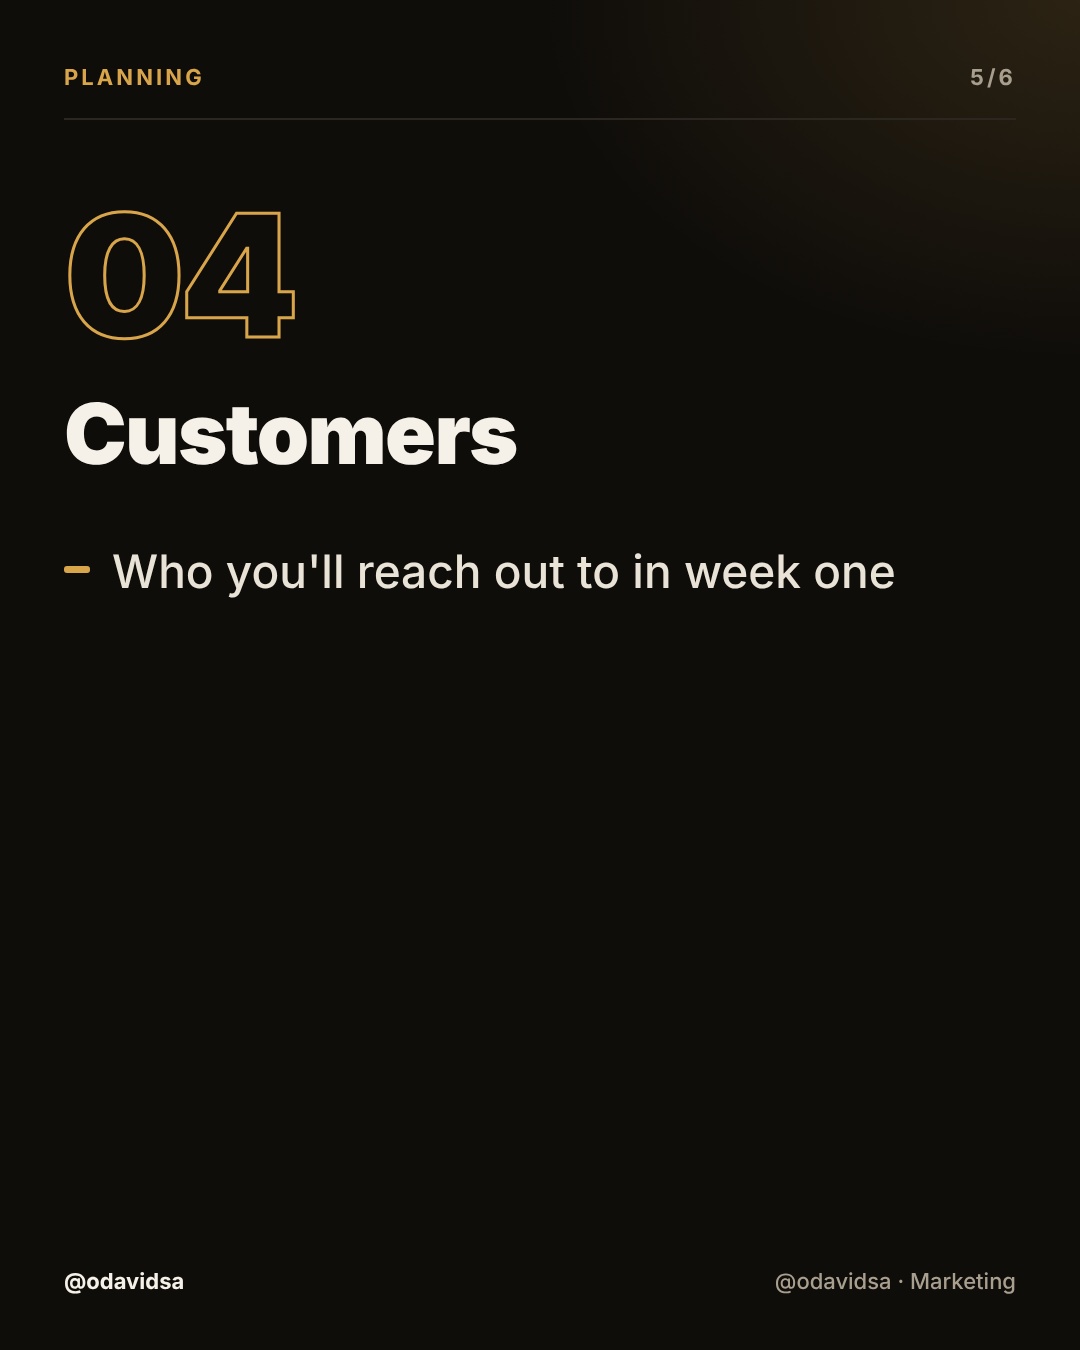 PLANNING
5/6
04
Customers
Who you'll reach out to in week one
@odavidsa
@odavidsa · Marketing